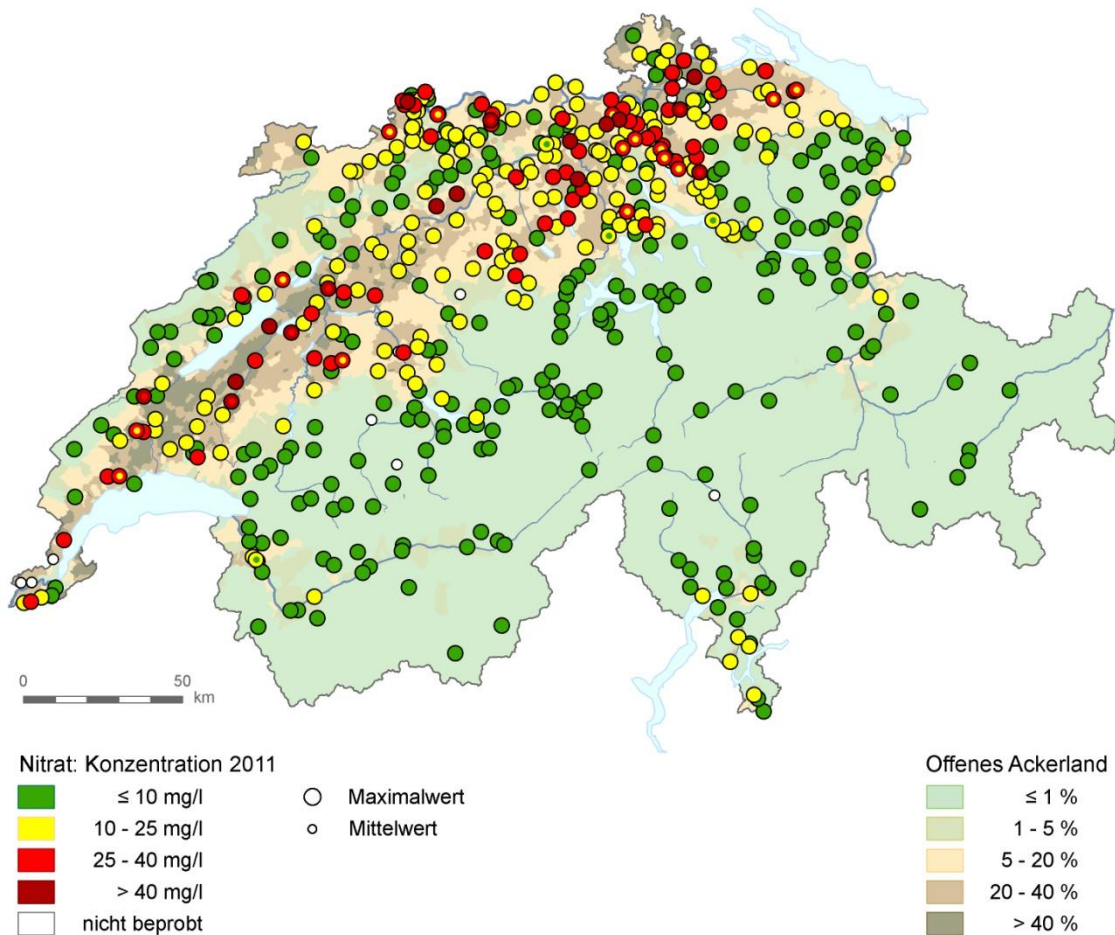 0 50
km
Nitrat: Konzentration 2011
≤ 10 mg/l
10 - 25 mg/l
25 - 40 mg/l
> 40 mg/l
nicht beprobt
Maximalwert
Mittelwert
Offenes Ackerland
≤ 1 %
1 - 5 %
5 - 20 %
20 - 40 %
> 40 %